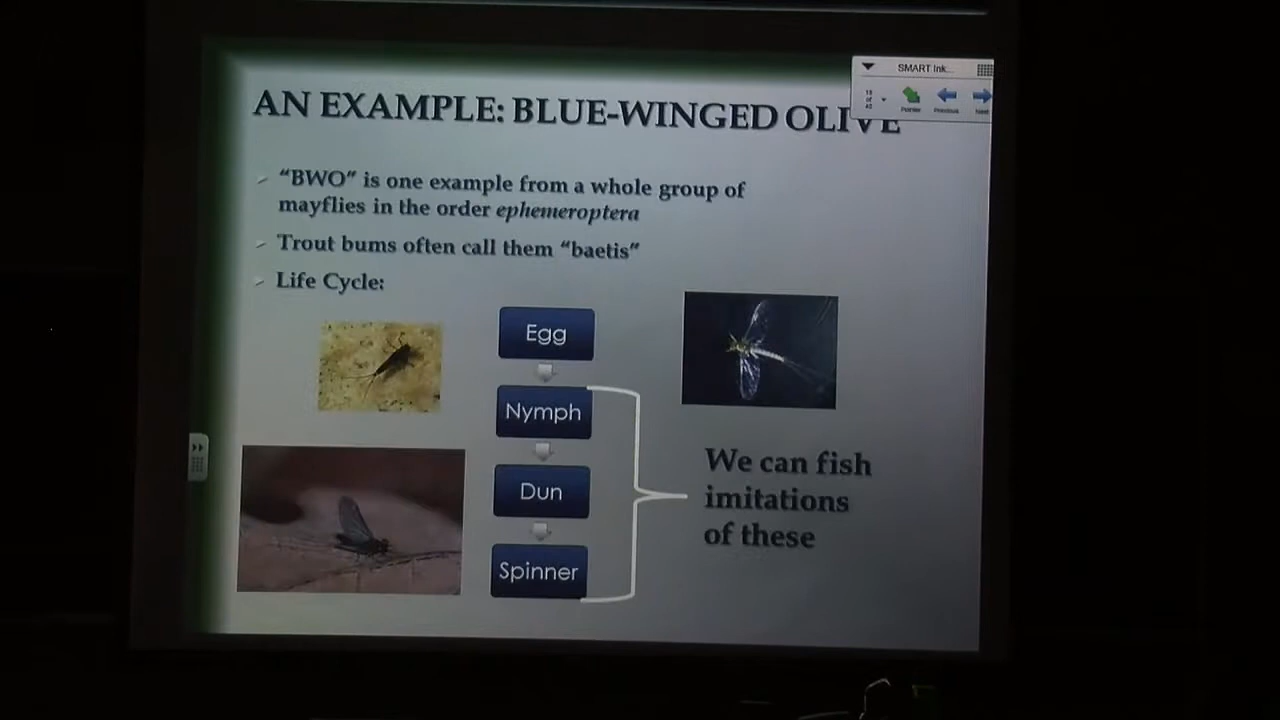 SMART Ink...
AN EXAMPLE: BLUE-WINGED OLIVE
Pointer Previous Next
"BWO" is one example from a whole group of
mayflies in the order ephemeroptera
Trout bums often call them "baetis"
Life Cycle:
Egg
Nymph
Dun
Spinner
We can fish
imitations
of these